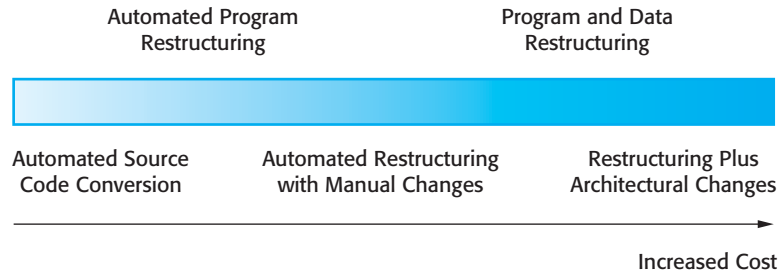 Automated Program
Restructuring
Program and Data
Restructuring
Automated Source
Code Conversion
Automated Restructuring
with Manual Changes
Restructuring Plus
Architectural Changes
Increased Cost